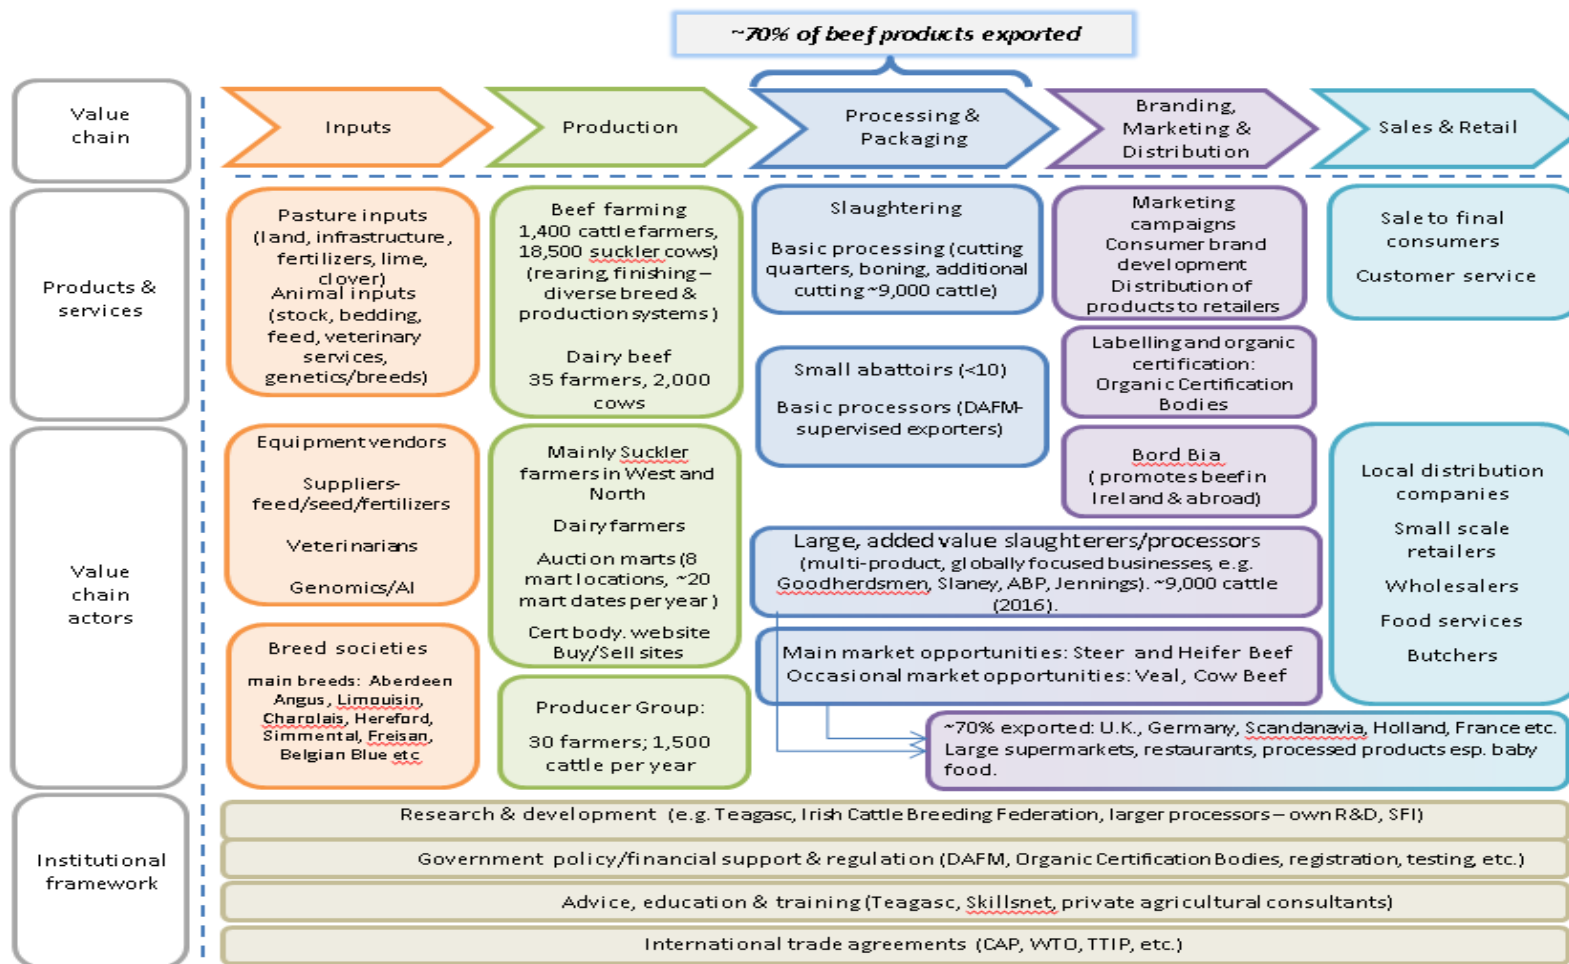 ~70% of beef products exported
Value
chain
Inputs
Production
Processing &
Packaging
Branding,
Marketing &
Distribution
Sales & Retail
Products &
services
Pasture inputs
(land, infrastructure,
fertilizers, lime,
clover)
Animal inputs
(stock, bedding,
feed, veterinary
services,
genetics/breeds)
Beef farming
1,400 cattle farmers,
18,500 suckler cows)
(rearing, finishing –
diverse breed &
production systems )
Dairy beef
35 farmers, 2,000
cows
Slaughtering
Basic processing (cutting
quarters, boning, additional
cutting ~9,000 cattle)
Small abattoirs (<10)
Basic processors (DAFM-
supervised exporters)
Marketing
campaigns
Consumer brand
development
Distribution of
products to retailers
Labelling and organic
certification:
Organic Certification
Bodies
Sale to final
consumers
Customer service
Value
chain
actors
Equipment vendors
Suppliers-
feed/seed/fertilizers
Veterinarians
Genomics/AI
Breed societies
main breeds: Aberdeen
Angus, Limouisin,
Charolais, Hereford,
Simmental, Freisan,
Belgian Blue etc
Mainly Suckler
farmers in West and
North
Dairy farmers
Auction marts (8
mart locations, ~20
mart dates per year )
Cert body. website
Buy/Sell sites
Producer Group:
30 farmers; 1,500
cattle per year
Bord Bia
( promotes beef in
Ireland & abroad)
Large, added value slaughterers/processors
(multi-product, globally focused businesses, e.g.
Goodherdsmen, Slaney, ABP, Jennings). ~9,000 cattle
(2016).
Main market opportunities: Steer and Heifer Beef
Occasional market opportunities: Veal, Cow Beef
~70% exported: U.K., Germany, Scandanavia, Holland, France etc.
Large supermarkets, restaurants, processed products esp. baby
food.
Local distribution
companies
Small scale
retailers
Wholesalers
Food services
Butchers
Institutional
framework
Research & development (e.g. Teagasc, Irish Cattle Breeding Federation, larger processors – own R&D, SFI)
Government policy/financial support & regulation (DAFM, Organic Certification Bodies, registration, testing, etc.)
Advice, education & training (Teagasc, Skillsnet, private agricultural consultants)
International trade agreements (CAP, WTO, TTIP, etc.)